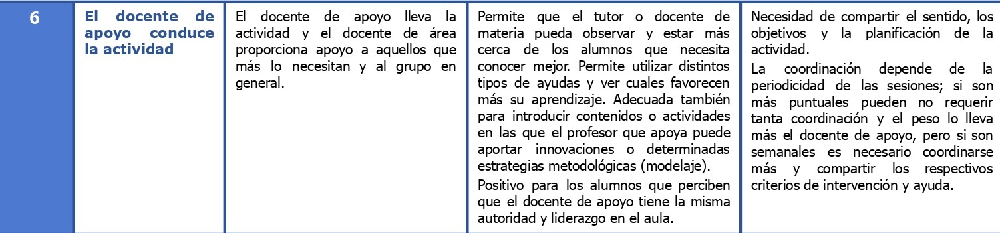 6
El docente de
apoyo conduce
la actividad
El docente de apoyo lleva la
actividad y el docente de área
proporciona apoyo a aquellos que
más lo necesitan y al grupo en
general.
Permite que el tutor o docente de
materia pueda observar y estar más
cerca de los alumnos que necesita
conocer mejor. Permite utilizar distintos
tipos de ayudas y ver cuales favorecen
más su aprendizaje. Adecuada también
para introducir contenidos o actividades
en las que el profesor que apoya puede
aportar innovaciones o determinadas
estrategias metodológicas (modelaje).
Positivo para los alumnos que perciben
que el docente de apoyo tiene la misma
autoridad y liderazgo en el aula.
Necesidad de compartir el sentido, los
objetivos y la planificación de la
actividad.
La coordinación depende de la
periodicidad de las sesiones; si son
más puntuales pueden no requerir
tanta coordinación y el peso lo lleva
más el docente de apoyo, pero si son
semanales es necesario coordinarse
más y compartir los respectivos
criterios de intervención y ayuda.